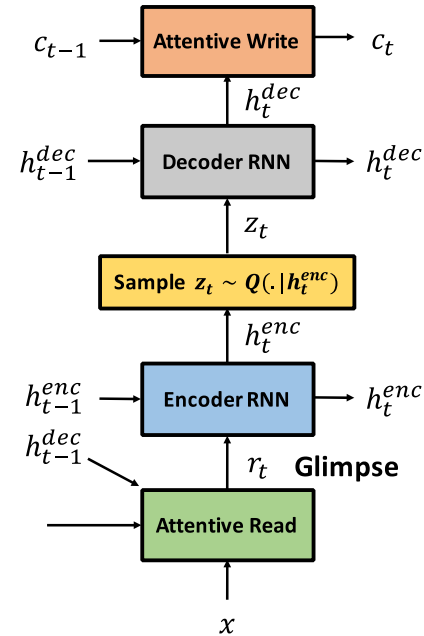 c_{t-1} Attentive Write c_t
h_t^{dec}
h_{t-1}^{dec} Decoder RNN h_t^{dec}
z_t
Sample z_t ~ Q(.|h_t^{enc})
h_t^{enc}
h_{t-1}^{enc} Encoder RNN h_t^{enc}
h_{t-1}^{dec}
r_t Glimpse
Attentive Read
x